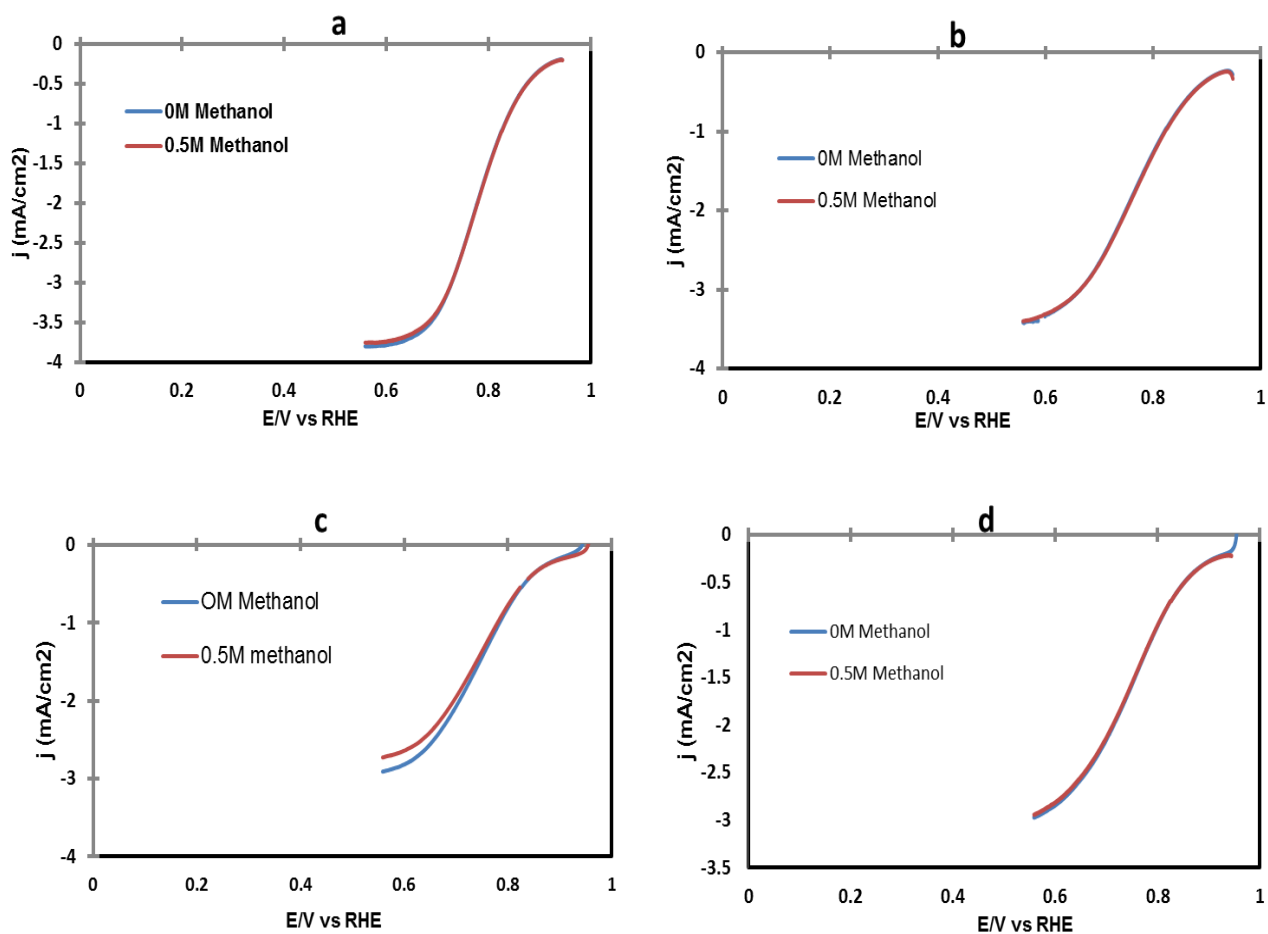 a
0
-0.5
-1
-1.5
-2
-2.5
-3
-3.5
-4
0 0.2 0.4 0.6 0.8 1
j (mA/cm2)
E/V vs RHE
0M Methanol
0.5M Methanol
b
0
-1
-2
-3
-4
0 0.2 0.4 0.6 0.8 1
j (mA/cm2)
E/V vs RHE
0M Methanol
0.5M Methanol
c
0
-1
-2
-3
-4
0 0.2 0.4 0.6 0.8 1
j (mA/cm2)
E/V vs RHE
OM Methanol
0.5M methanol
d
0
-0.5
-1
-1.5
-2
-2.5
-3
-3.5
0 0.2 0.4 0.6 0.8 1
j (mA/cm2)
E/V vs RHE
0M Methanol
0.5M Methanol